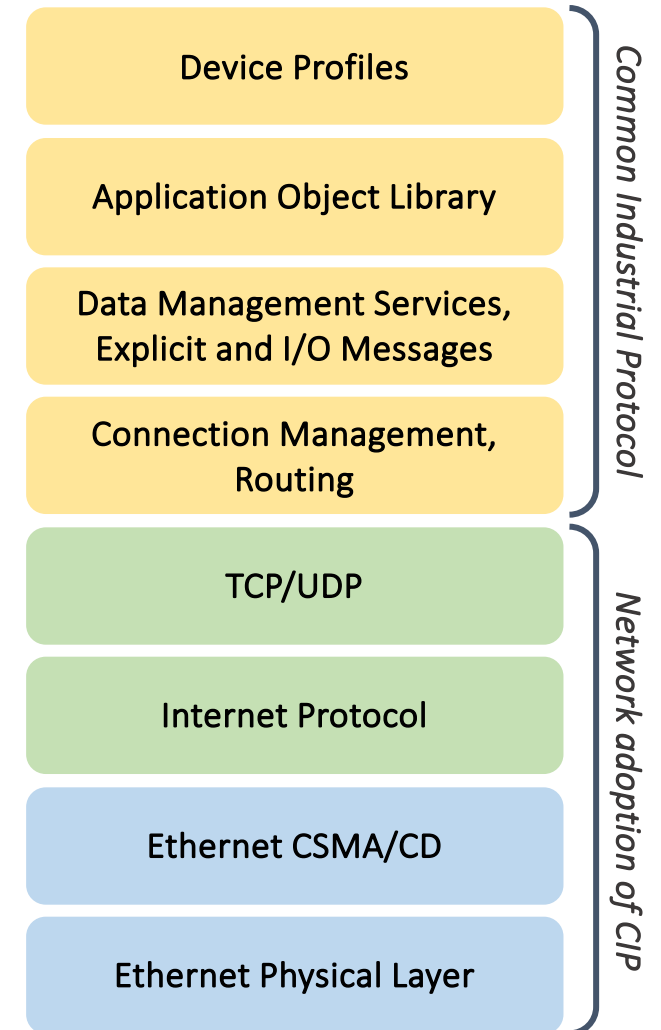 Device Profiles
Application Object Library
Data Management Services,
Explicit and I/O Messages
Connection Management,
Routing
Common Industrial Protocol
TCP/UDP
Internet Protocol
Ethernet CSMA/CD
Ethernet Physical Layer
Network adoption of CIP